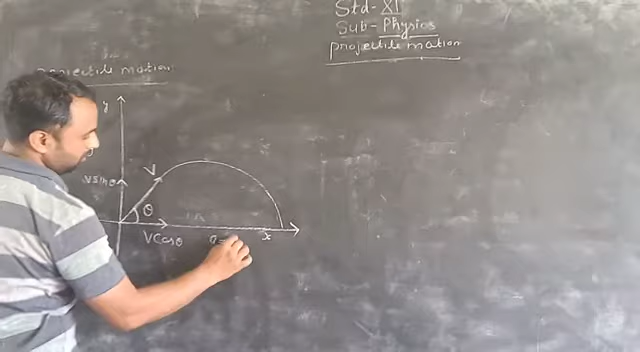 Std-XI
Sub-Physics
projectile motion
projectile motion
y
V
Vsinθ
θ
Vcosθ
a=
x